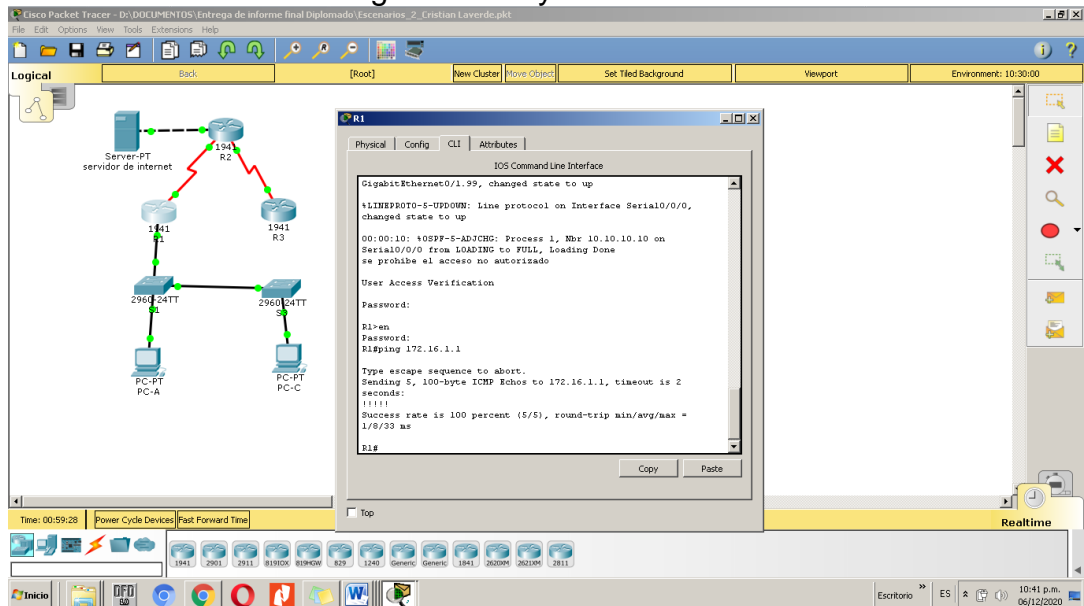 Cisco Packet Tracer - D:\DOCUMENTOS\Entrega de informe final Diplomado\Escenarios_2_Cristian Laverde.pkt
File Edit Options View Tools Extensions Help
Logical Back [Root] New Cluster Move Object Set Tiled Background Viewport Environment: 10:30:00
Server-PT
servidor de internet
1941
R2
1941
R1
1941
R3
2960-24TT
S1
2960-24TT
PC-PT
PC-A
PC-PT
PC-C
R1
Physical Config CLI Attributes
IOS Command Line Interface
GigabitEthernet0/1.99, changed state to up
%LINEPROTO-5-UPDOWN: Line protocol on Interface Serial0/0/0,
changed state to up
00:00:10: %OSPF-5-ADJCHG: Process 1, Nbr 10.10.10.10 on
Serial0/0/0 from LOADING to FULL, Loading Done
se prohibe el acceso no autorizado
User Access Verification
Password:
R1>en
Password:
R1#ping 172.16.1.1
Type escape sequence to abort.
Sending 5, 100-byte ICMP Echos to 172.16.1.1, timeout is 2
seconds:
!!!!!
Success rate is 100 percent (5/5), round-trip min/avg/max =
1/8/33 ms
R1#
Copy Paste
Top
Time: 00:59:28 Power Cycle Devices Fast Forward Time Realtime
1941 2901 2911 819IOX 819HGW 829 1240 Generic Generic 1841 2620XM 2621XM 2811
Inicio DFD Escritorio » ES 10:41 p.m.
06/12/2020